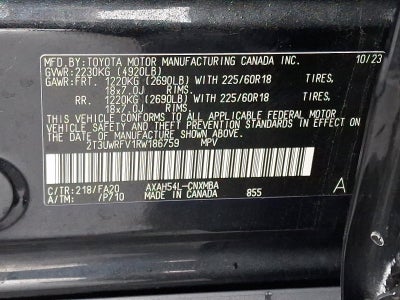 MFD.BY:TOYOTA MOTOR MANUFACTURING CANADA INC. 10/23
GVWR:2230KG (4920LB)
GAWR:FRT. 1220KG (2690LB) WITH 225/60R18 TIRES,
18x7.0J RIMS.
RR. 1220KG (2690LB) WITH 225/60R18 TIRES,
18x7.0J RIMS.
THIS VEHICLE CONFORMS TO ALL APPLICABLE FEDERAL MOTOR
VEHICLE SAFETY STANDARDS IN EFFECT ON
THE DATE OF MANUFACTURE SHOWN ABOVE.
2T3UWRFV1RW186759 MPV
C/TR:218/FA20 AXAH54L-CNXMBA A
A/TM: /P710 MADE IN CANADA 855